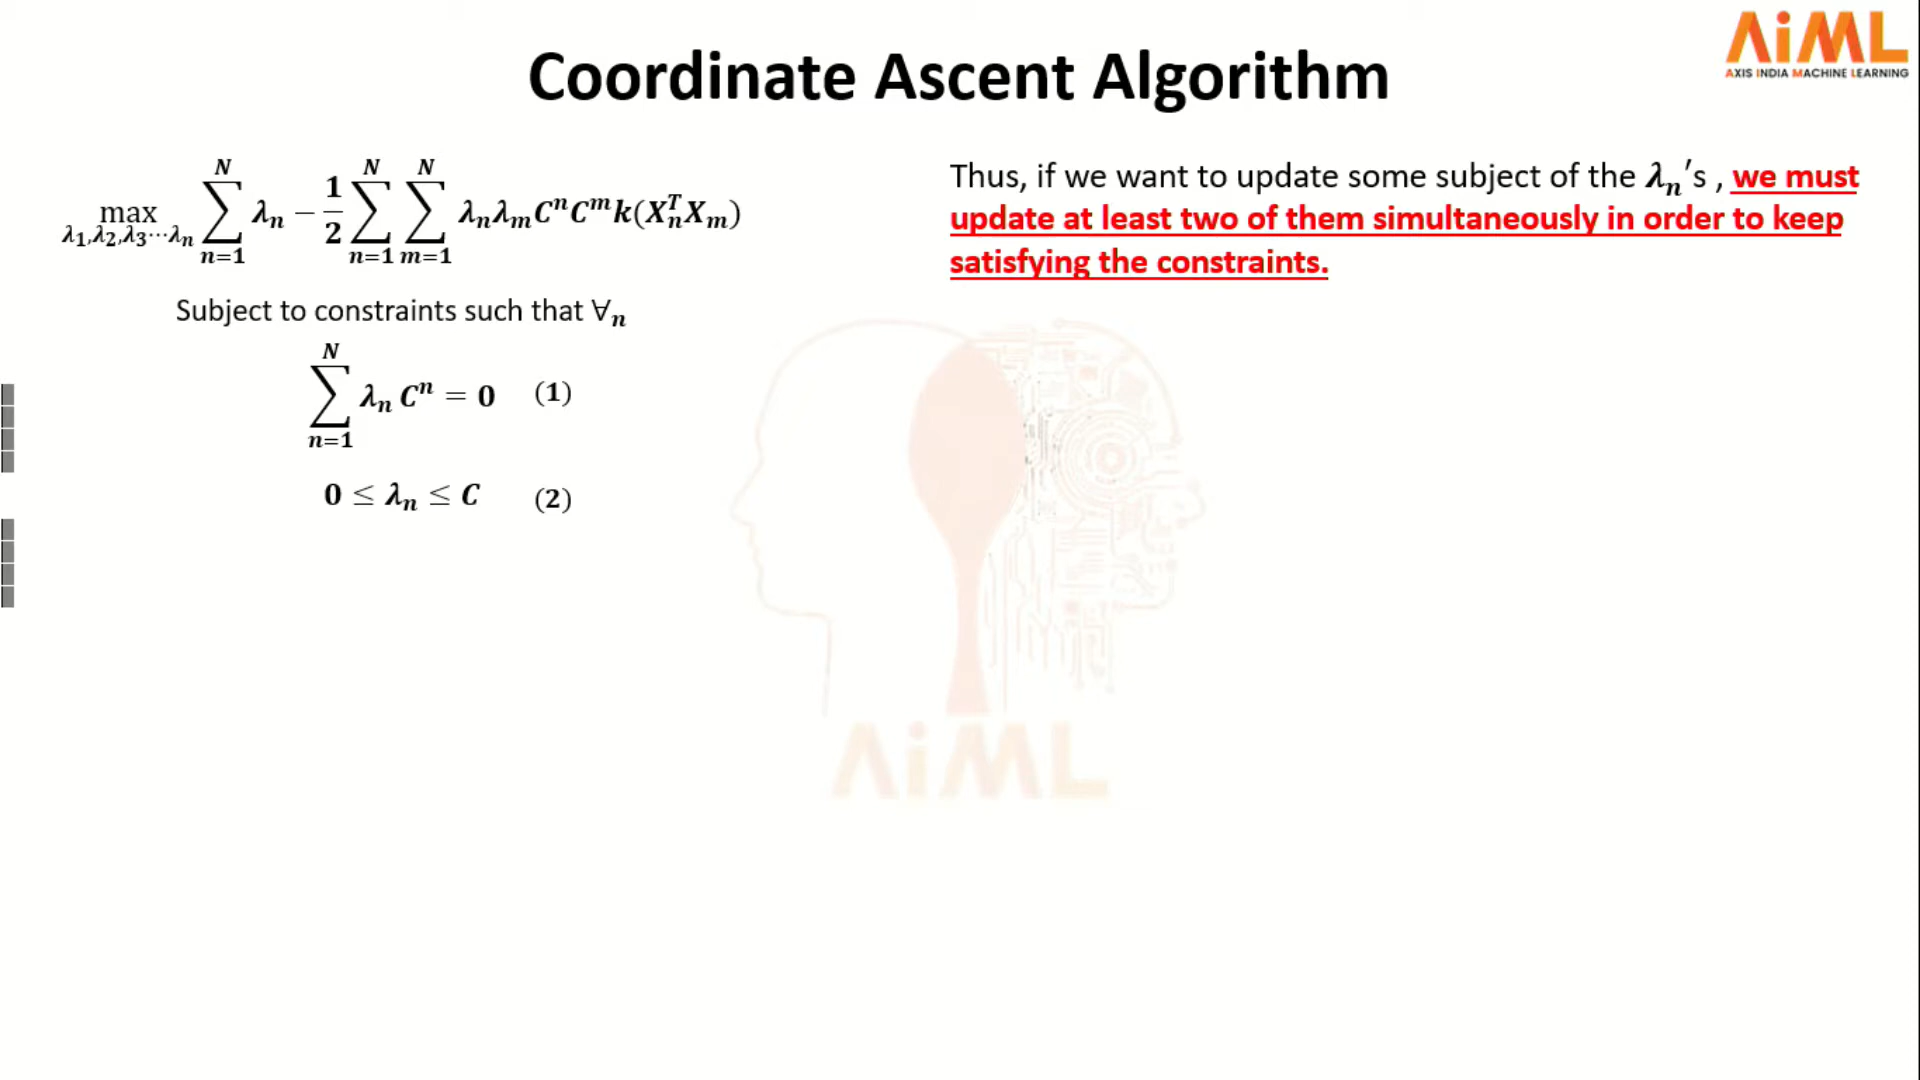 AiML
AXIS INDIA MACHINE LEARNING
Coordinate Ascent Algorithm
max_{λ₁,λ₂,λ₃⋯λₙ} ∑_{n=1}^{N} λₙ − 1/2 ∑_{n=1}^{N} ∑_{m=1}^{N} λₙλₘCⁿCᵐk(XₙᵀXₘ)
Subject to constraints such that ∀ₙ
∑_{n=1}^{N} λₙ Cⁿ = 0 (1)
0 ≤ λₙ ≤ C (2)
Thus, if we want to update some subject of the λₙ′s , we must
update at least two of them simultaneously in order to keep
satisfying the constraints.
AiML